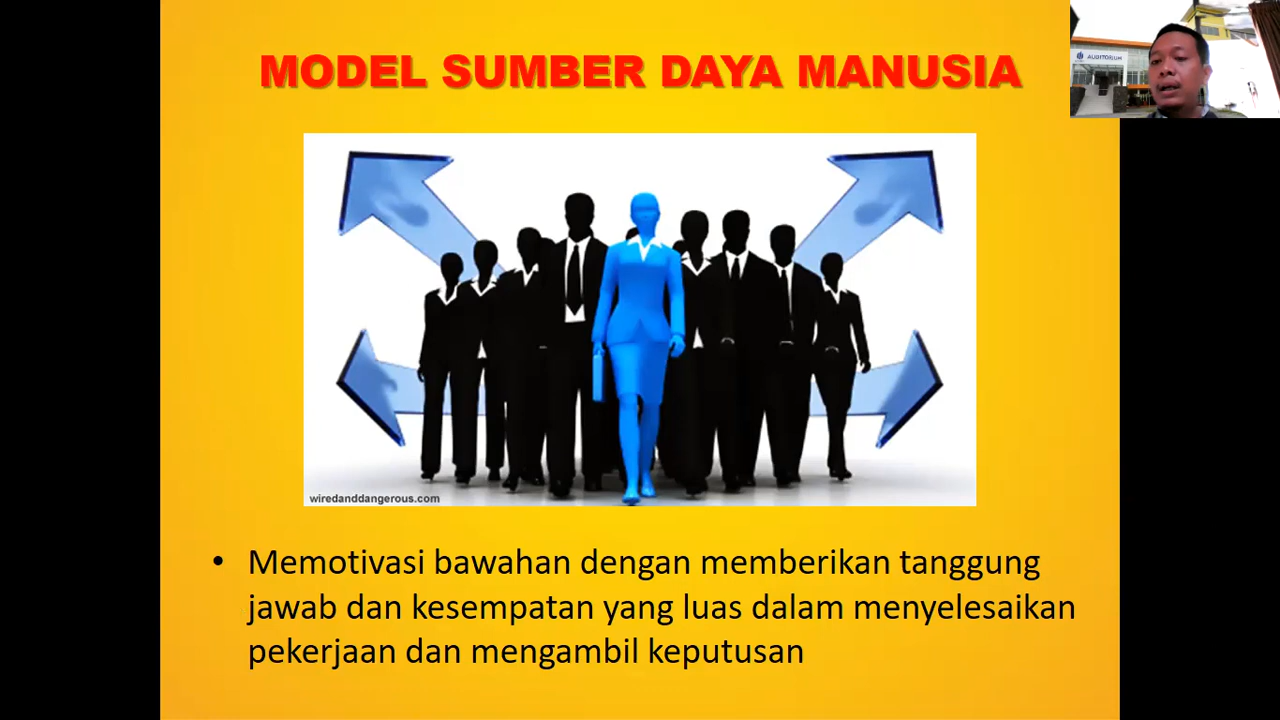 MODEL SUMBER DAYA MANUSIA
AUDITORIUM
wiredanddangerous.com
• Memotivasi bawahan dengan memberikan tanggung
jawab dan kesempatan yang luas dalam menyelesaikan
pekerjaan dan mengambil keputusan